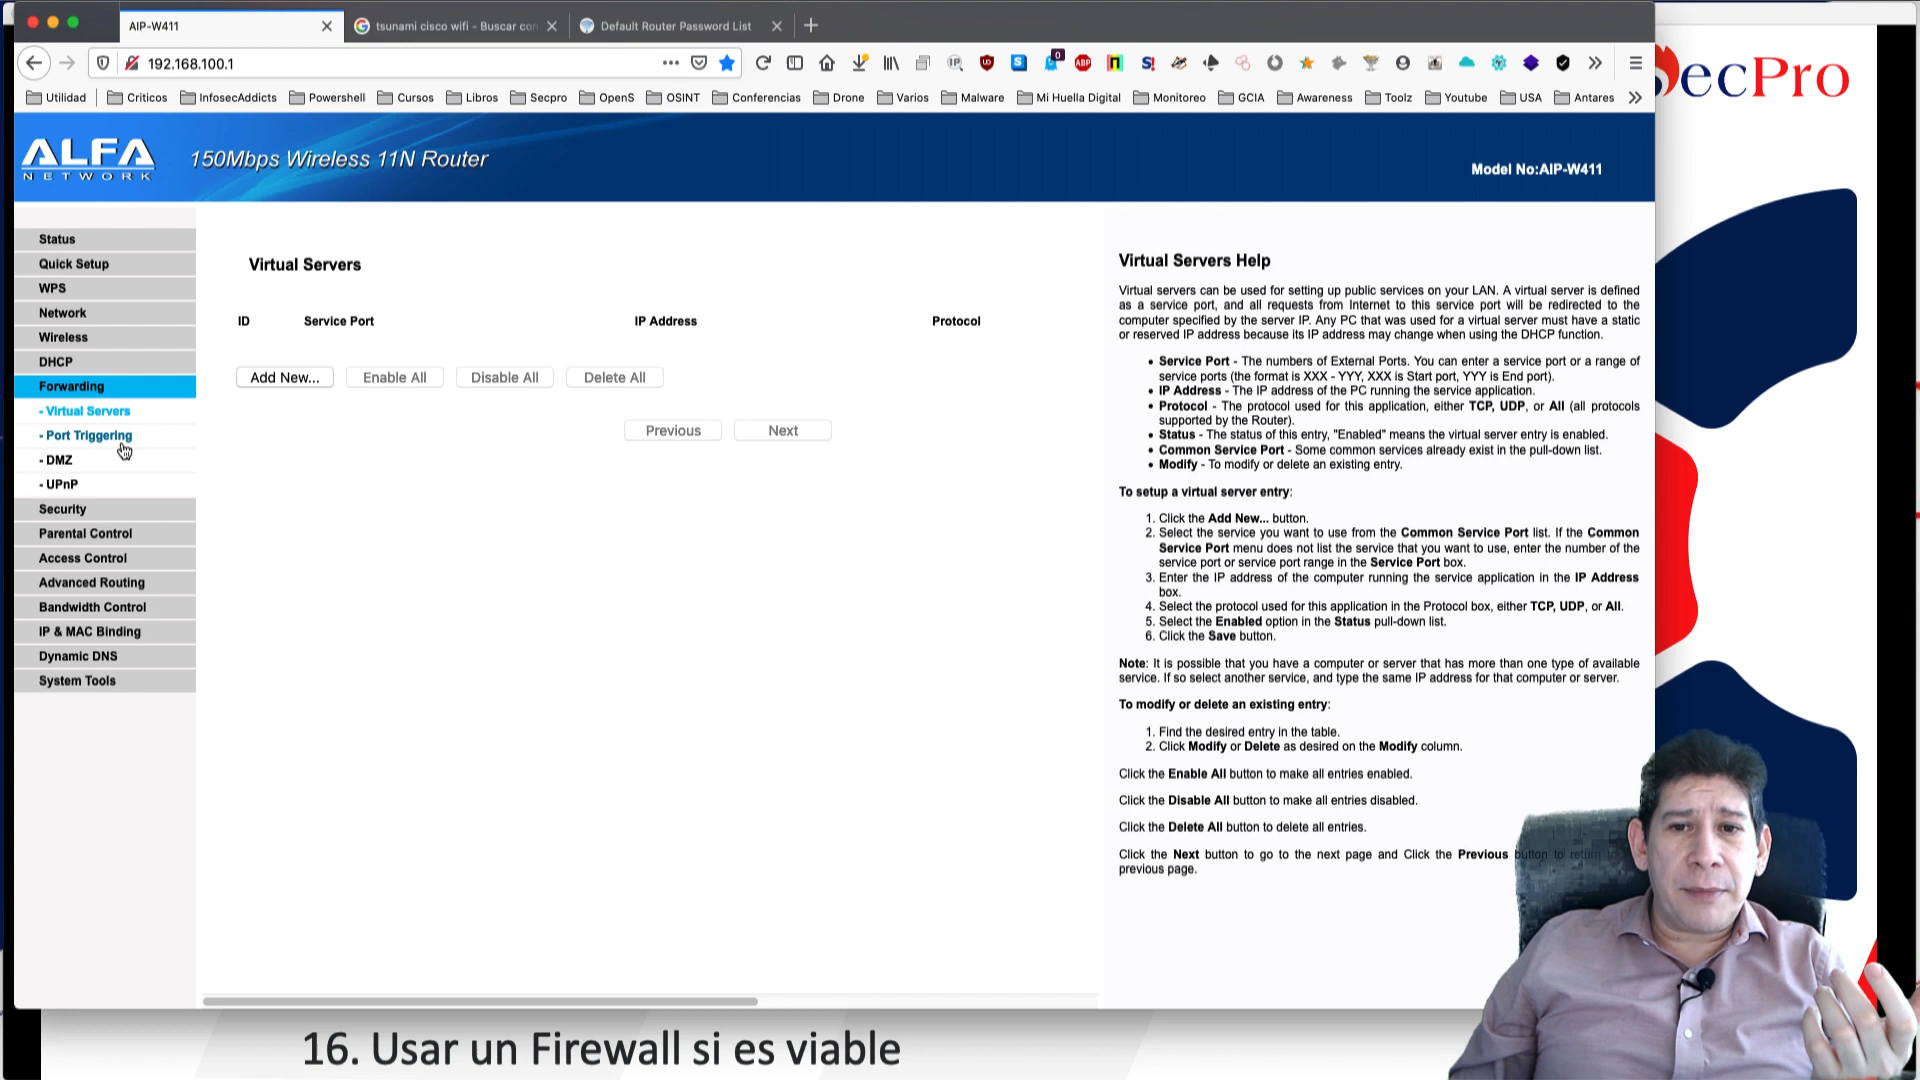 AIP-W411
tsunami cisco wifi - Buscar con
Default Router Password List
192.168.100.1
Utilidad
Criticos
InfosecAddicts
Powershell
Cursos
Libros
Secpro
OpenS
OSINT
Conferencias
Drone
Varios
Malware
Mi Huella Digital
Monitoreo
GCIA
Awareness
Toolz
Youtube
USA
Antares
ecPro
ALFA
NETWORK
150Mbps Wireless 11N Router
Model No:AIP-W411
Status
Quick Setup
WPS
Network
Wireless
DHCP
Forwarding
- Virtual Servers
- Port Triggering
- DMZ
- UPnP
Security
Parental Control
Access Control
Advanced Routing
Bandwidth Control
IP & MAC Binding
Dynamic DNS
System Tools
Virtual Servers
ID Service Port IP Address Protocol
Add New... Enable All Disable All Delete All
Previous Next
Virtual Servers Help
Virtual servers can be used for setting up public services on your LAN. A virtual server is defined
as a service port, and all requests from Internet to this service port will be redirected to the
computer specified by the server IP. Any PC that was used for a virtual server must have a static
or reserved IP address because its IP address may change when using the DHCP function.
• Service Port - The numbers of External Ports. You can enter a service port or a range of
service ports (the format is XXX - YYY, XXX is Start port, YYY is End port).
• IP Address - The IP address of the PC running the service application.
• Protocol - The protocol used for this application, either TCP, UDP, or All (all protocols
supported by the Router).
• Status - The status of this entry, "Enabled" means the virtual server entry is enabled.
• Common Service Port - Some common services already exist in the pull-down list.
• Modify - To modify or delete an existing entry.
To setup a virtual server entry:
1. Click the Add New... button.
2. Select the service you want to use from the Common Service Port list. If the Common
Service Port menu does not list the service that you want to use, enter the number of the
service port or service port range in the Service Port box.
3. Enter the IP address of the computer running the service application in the IP Address
box.
4. Select the protocol used for this application in the Protocol box, either TCP, UDP, or All.
5. Select the Enabled option in the Status pull-down list.
6. Click the Save button.
Note: It is possible that you have a computer or server that has more than one type of available
service. If so select another service, and type the same IP address for that computer or server.
To modify or delete an existing entry:
1. Find the desired entry in the table.
2. Click Modify or Delete as desired on the Modify column.
Click the Enable All button to make all entries enabled.
Click the Disable All button to make all entries disabled.
Click the Delete All button to delete all entries.
Click the Next button to go to the next page and Click the Previous button to return
previous page.
16. Usar un Firewall si es viable